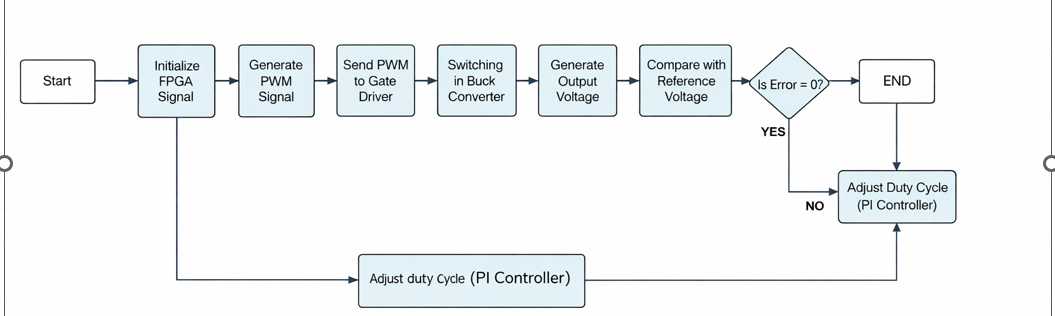 Start
Initialize
FPGA
Signal
Generate
PWM
Signal
Send PWM
to Gate
Driver
Switching
in Buck
Converter
Generate
Output
Voltage
Compare with
Reference
Voltage
Is Error = 0?
END
YES
NO
Adjust Duty Cycle
(PI Controller)
Adjust duty Cycle (PI Controller)